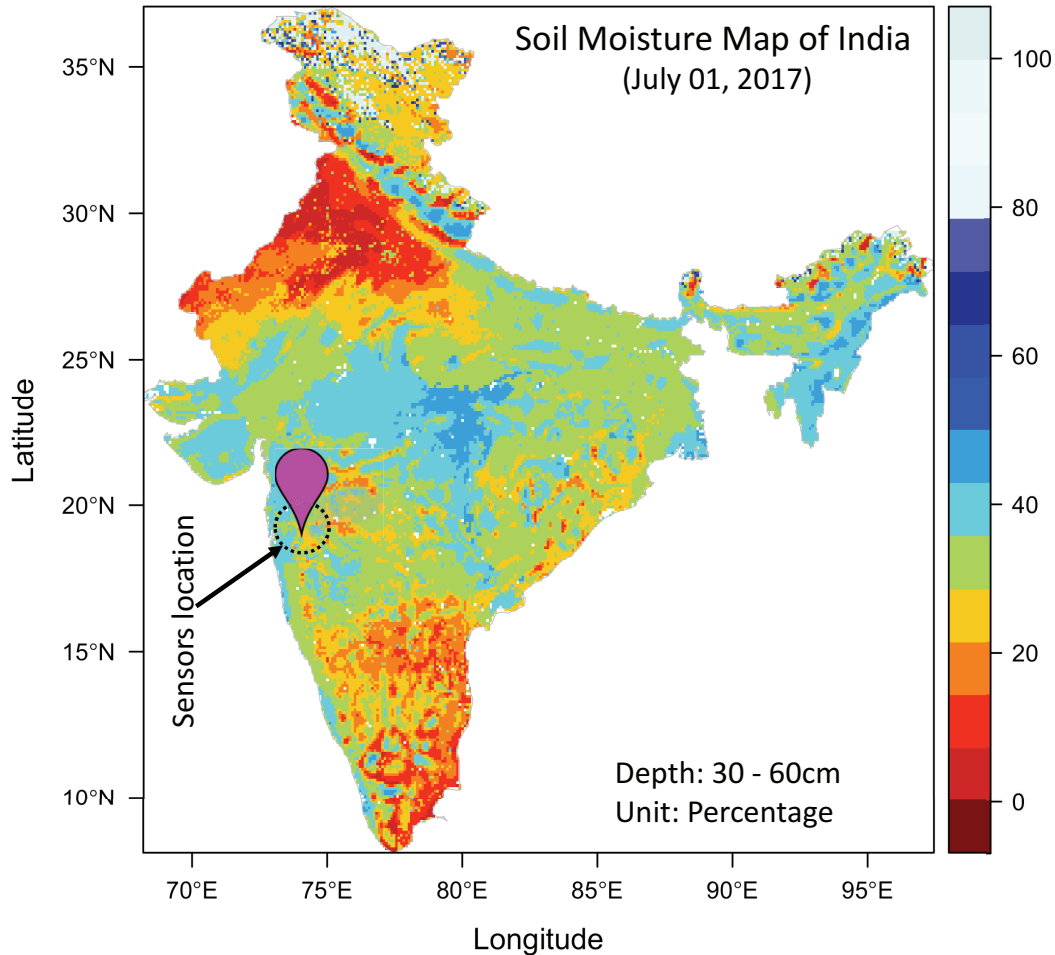 Soil Moisture Map of India
(July 01, 2017)
35°N
30°N
25°N
20°N
15°N
10°N
Latitude
Sensors location
Depth: 30 - 60cm
Unit: Percentage
70°E
75°E
80°E
85°E
90°E
95°E
Longitude
100
80
60
40
20
0